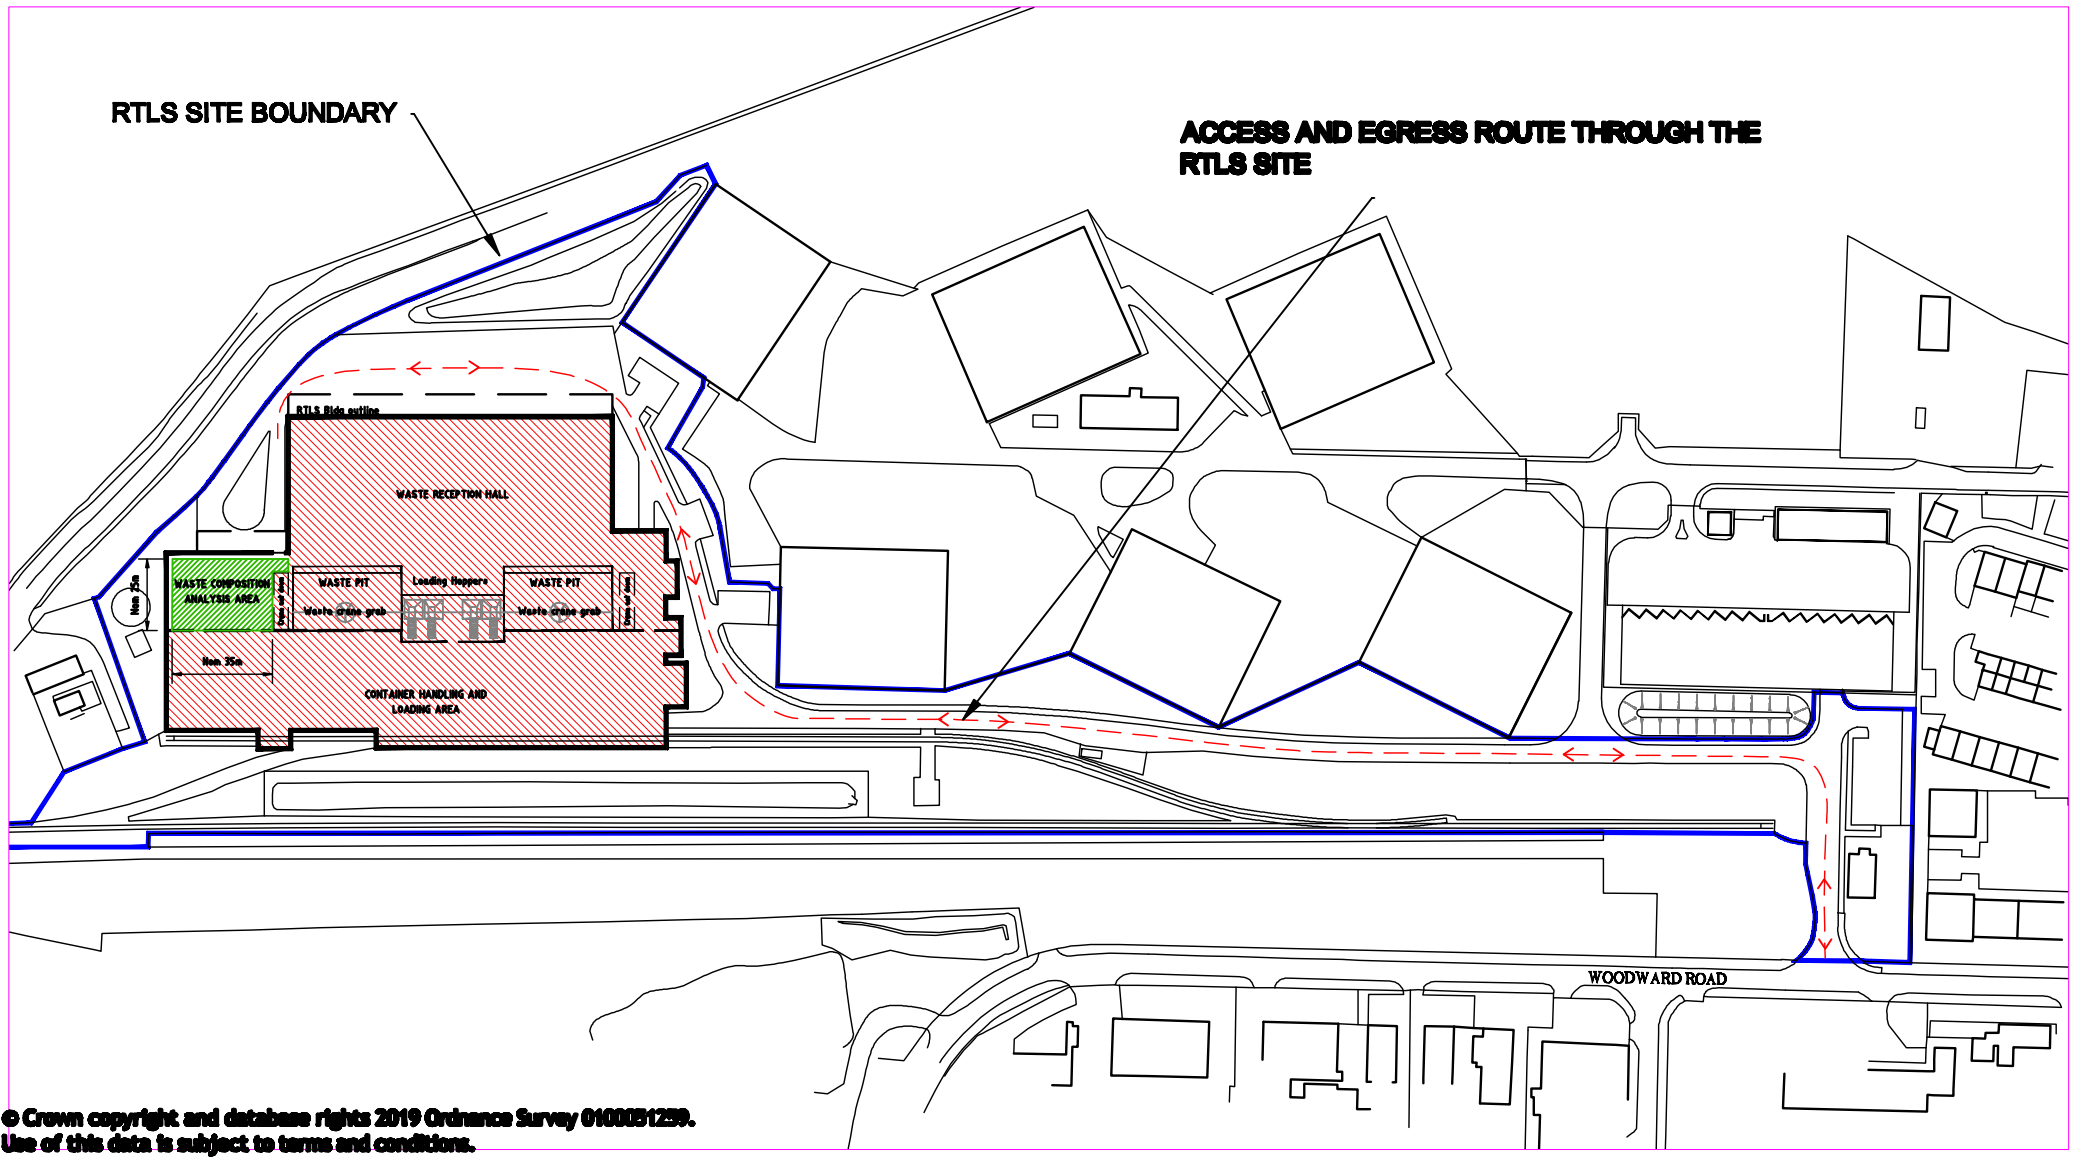 RTLS SITE BOUNDARY
ACCESS AND EGRESS ROUTE THROUGH THE
RTLS SITE
RTLS Bldg outline
WASTE RECEPTION HALL
WASTE COMPOSITION
ANALYSIS AREA
Nom 25m
WASTE PIT
Waste crane grab
Loading Hoppers
WASTE PIT
Waste crane grab
Nom 35m
CONTAINER HANDLING AND
LOADING AREA
WOODWARD ROAD
© Crown copyright and database rights 2019 Ordnance Survey 0100031259.
Use of this data is subject to terms and conditions.